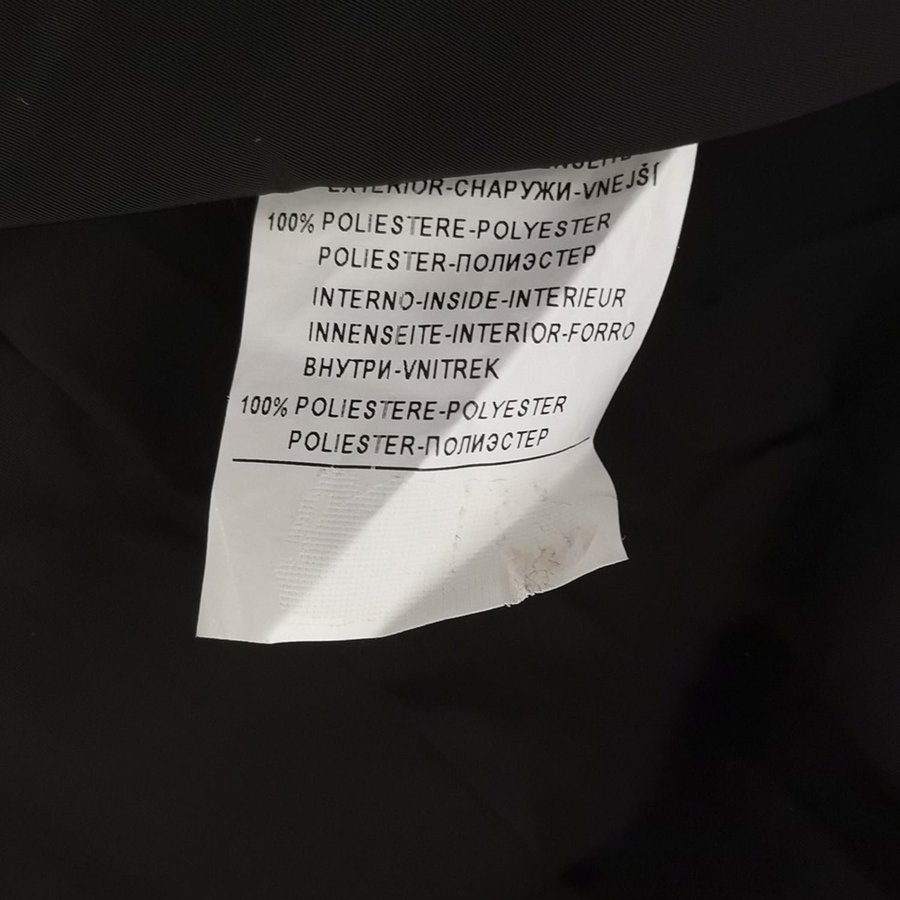 EXTERIOR-СНАРУЖИ-VNEJŠÍ
100% POLIESTERE-POLYESTER
POLIESTER-ПОЛИЭСТЕР
INTERNO-INSIDE-INTERIEUR
INNENSEITE-INTERIOR-FORRO
ВНУТРИ-VNITREK
100% POLIESTERE-POLYESTER
POLIESTER-ПОЛИЭСТЕР